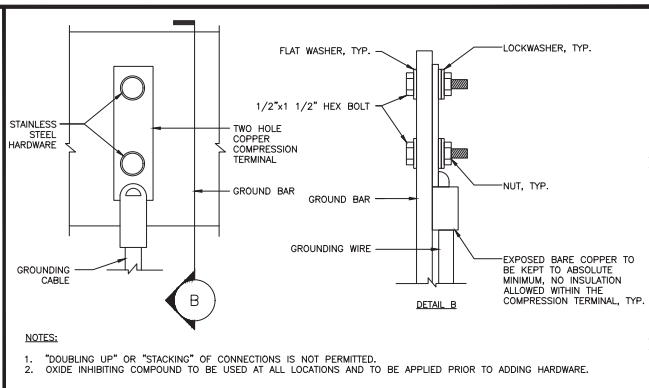 STAINLESS
STEEL
HARDWARE
TWO HOLE
COPPER
COMPRESSION
TERMINAL
GROUND BAR
GROUNDING
CABLE
B
FLAT WASHER, TYP.
LOCKWASHER, TYP.
1/2"x1 1/2" HEX BOLT
NUT, TYP.
GROUND BAR
GROUNDING WIRE
EXPOSED BARE COPPER TO
BE KEPT TO ABSOLUTE
MINIMUM, NO INSULATION
ALLOWED WITHIN THE
COMPRESSION TERMINAL, TYP.
DETAIL B
NOTES:
1. "DOUBLING UP" OR "STACKING" OF CONNECTIONS IS NOT PERMITTED.
2. OXIDE INHIBITING COMPOUND TO BE USED AT ALL LOCATIONS AND TO BE APPLIED PRIOR TO ADDING HARDWARE.